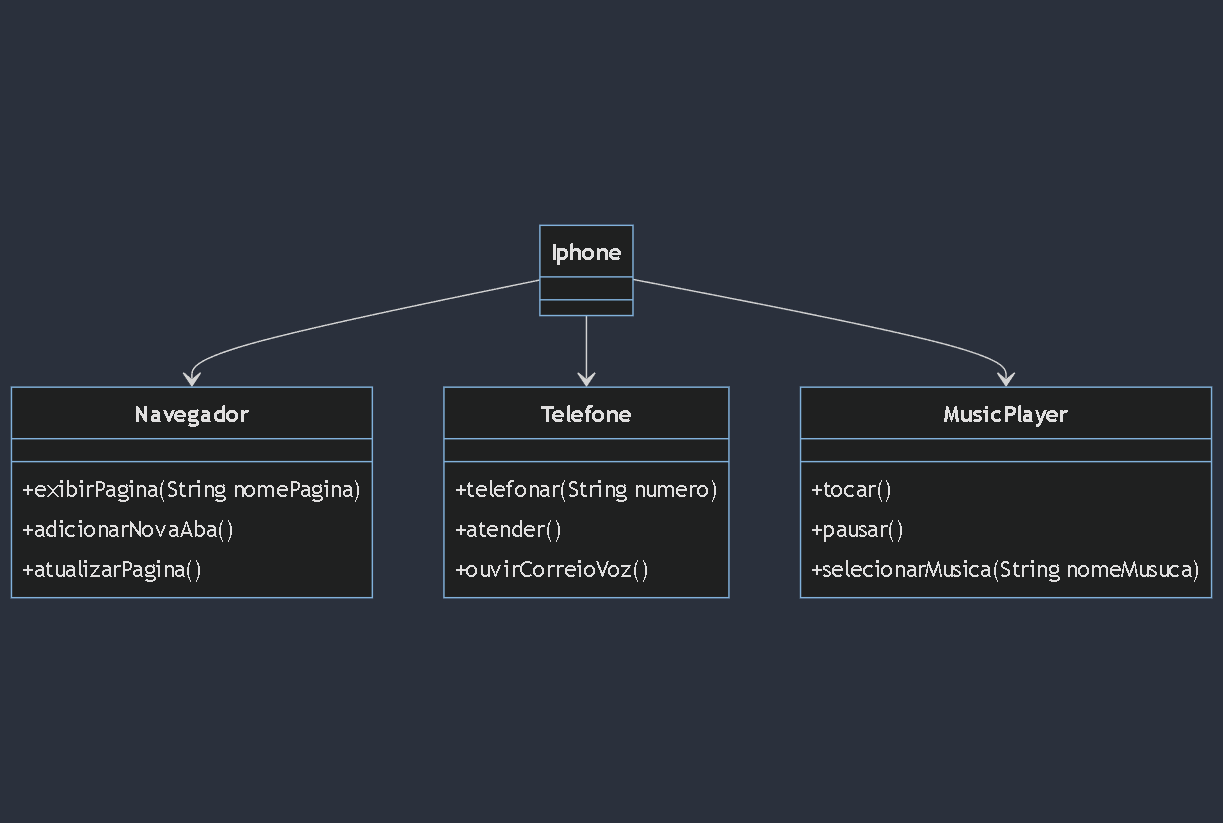 Iphone
Navegador
+exibirPagina(String nomePagina)
+adicionarNovaAba()
+atualizarPagina()
Telefone
+telefonar(String numero)
+atender()
+ouvirCorreioVoz()
MusicPlayer
+tocar()
+pausar()
+selecionarMusica(String nomeMusuca)